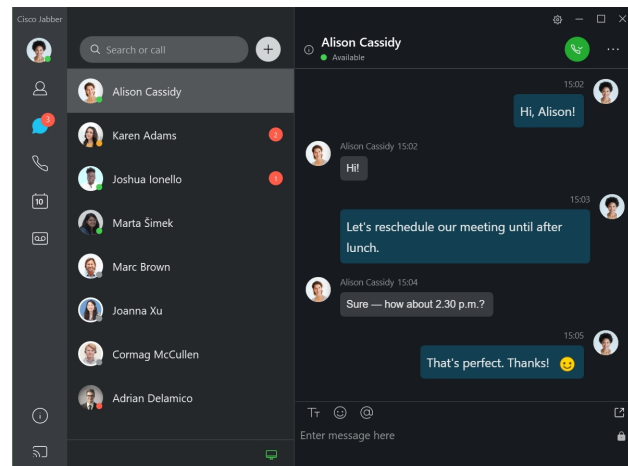 Cisco Jabber
Search or call
Alison Cassidy
Available
Alison Cassidy
Karen Adams
2
Joshua Ionello
1
Marta Šimek
Marc Brown
Joanna Xu
Cormag McCullen
Adrian Delamico
3
10
15:02
Hi, Alison!
Alison Cassidy 15:02
Hi!
15:03
Let's reschedule our meeting until after
lunch.
Alison Cassidy 15:04
Sure — how about 2.30 p.m.?
15:05
That's perfect. Thanks!
TT
@
Enter message here